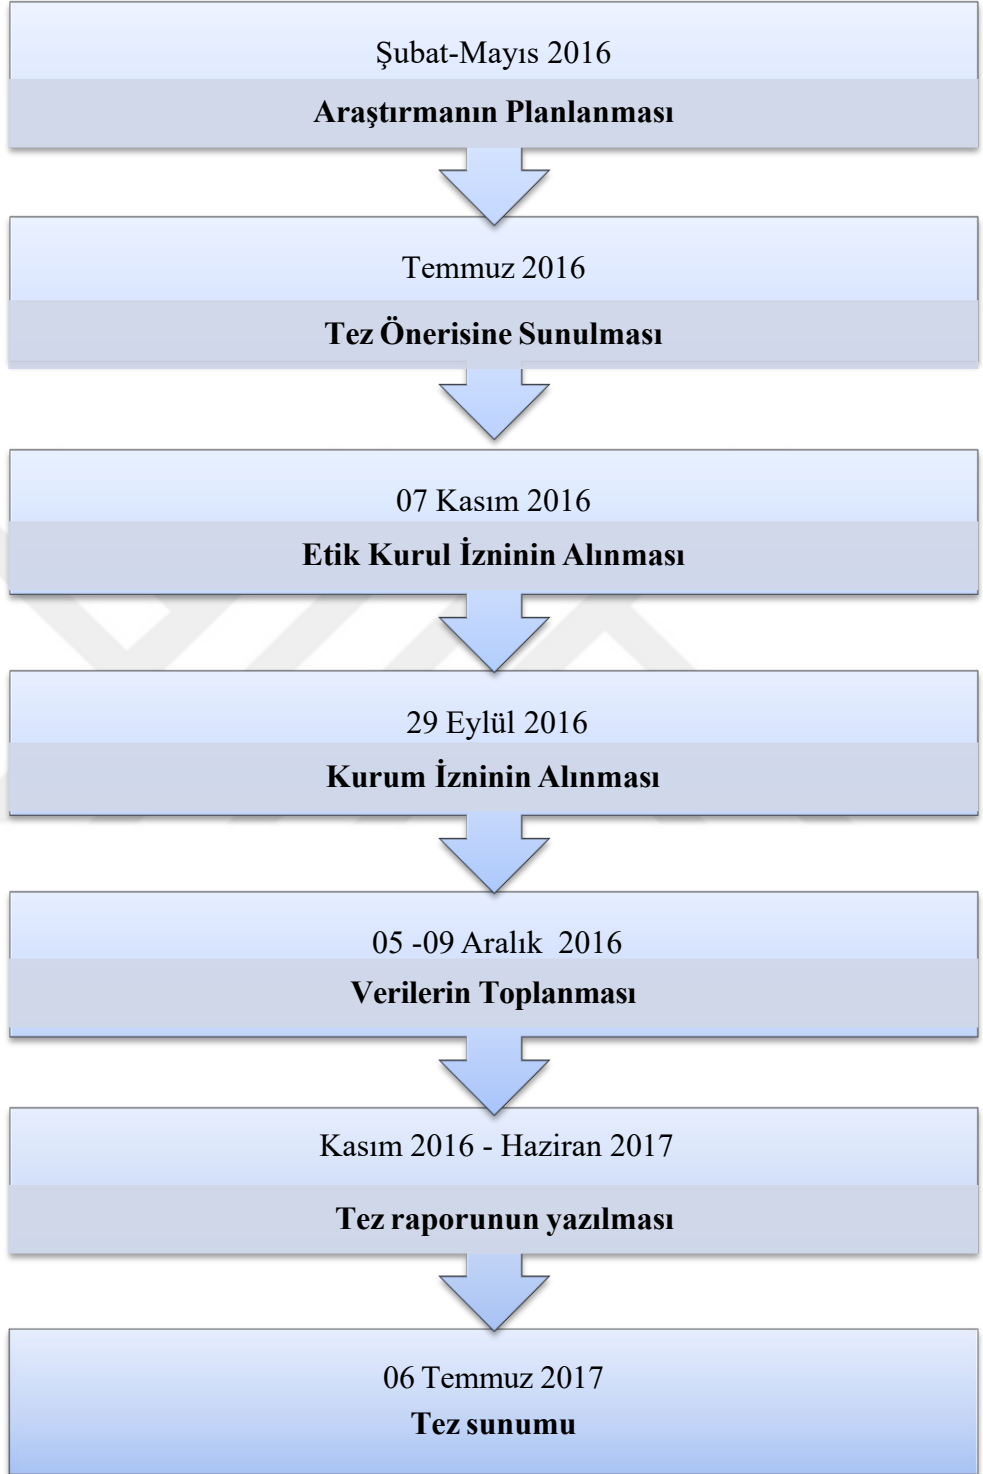 Şubat-Mayıs 2016
Araştırmanın Planlanması
Temmuz 2016
Tez Önerisine Sunulması
07 Kasım 2016
Etik Kurul İzninin Alınması
29 Eylül 2016
Kurum İzninin Alınması
05 -09 Aralık  2016
Verilerin Toplanması
Kasım 2016 - Haziran 2017
Tez raporunun yazılması
06 Temmuz 2017
Tez sunumu